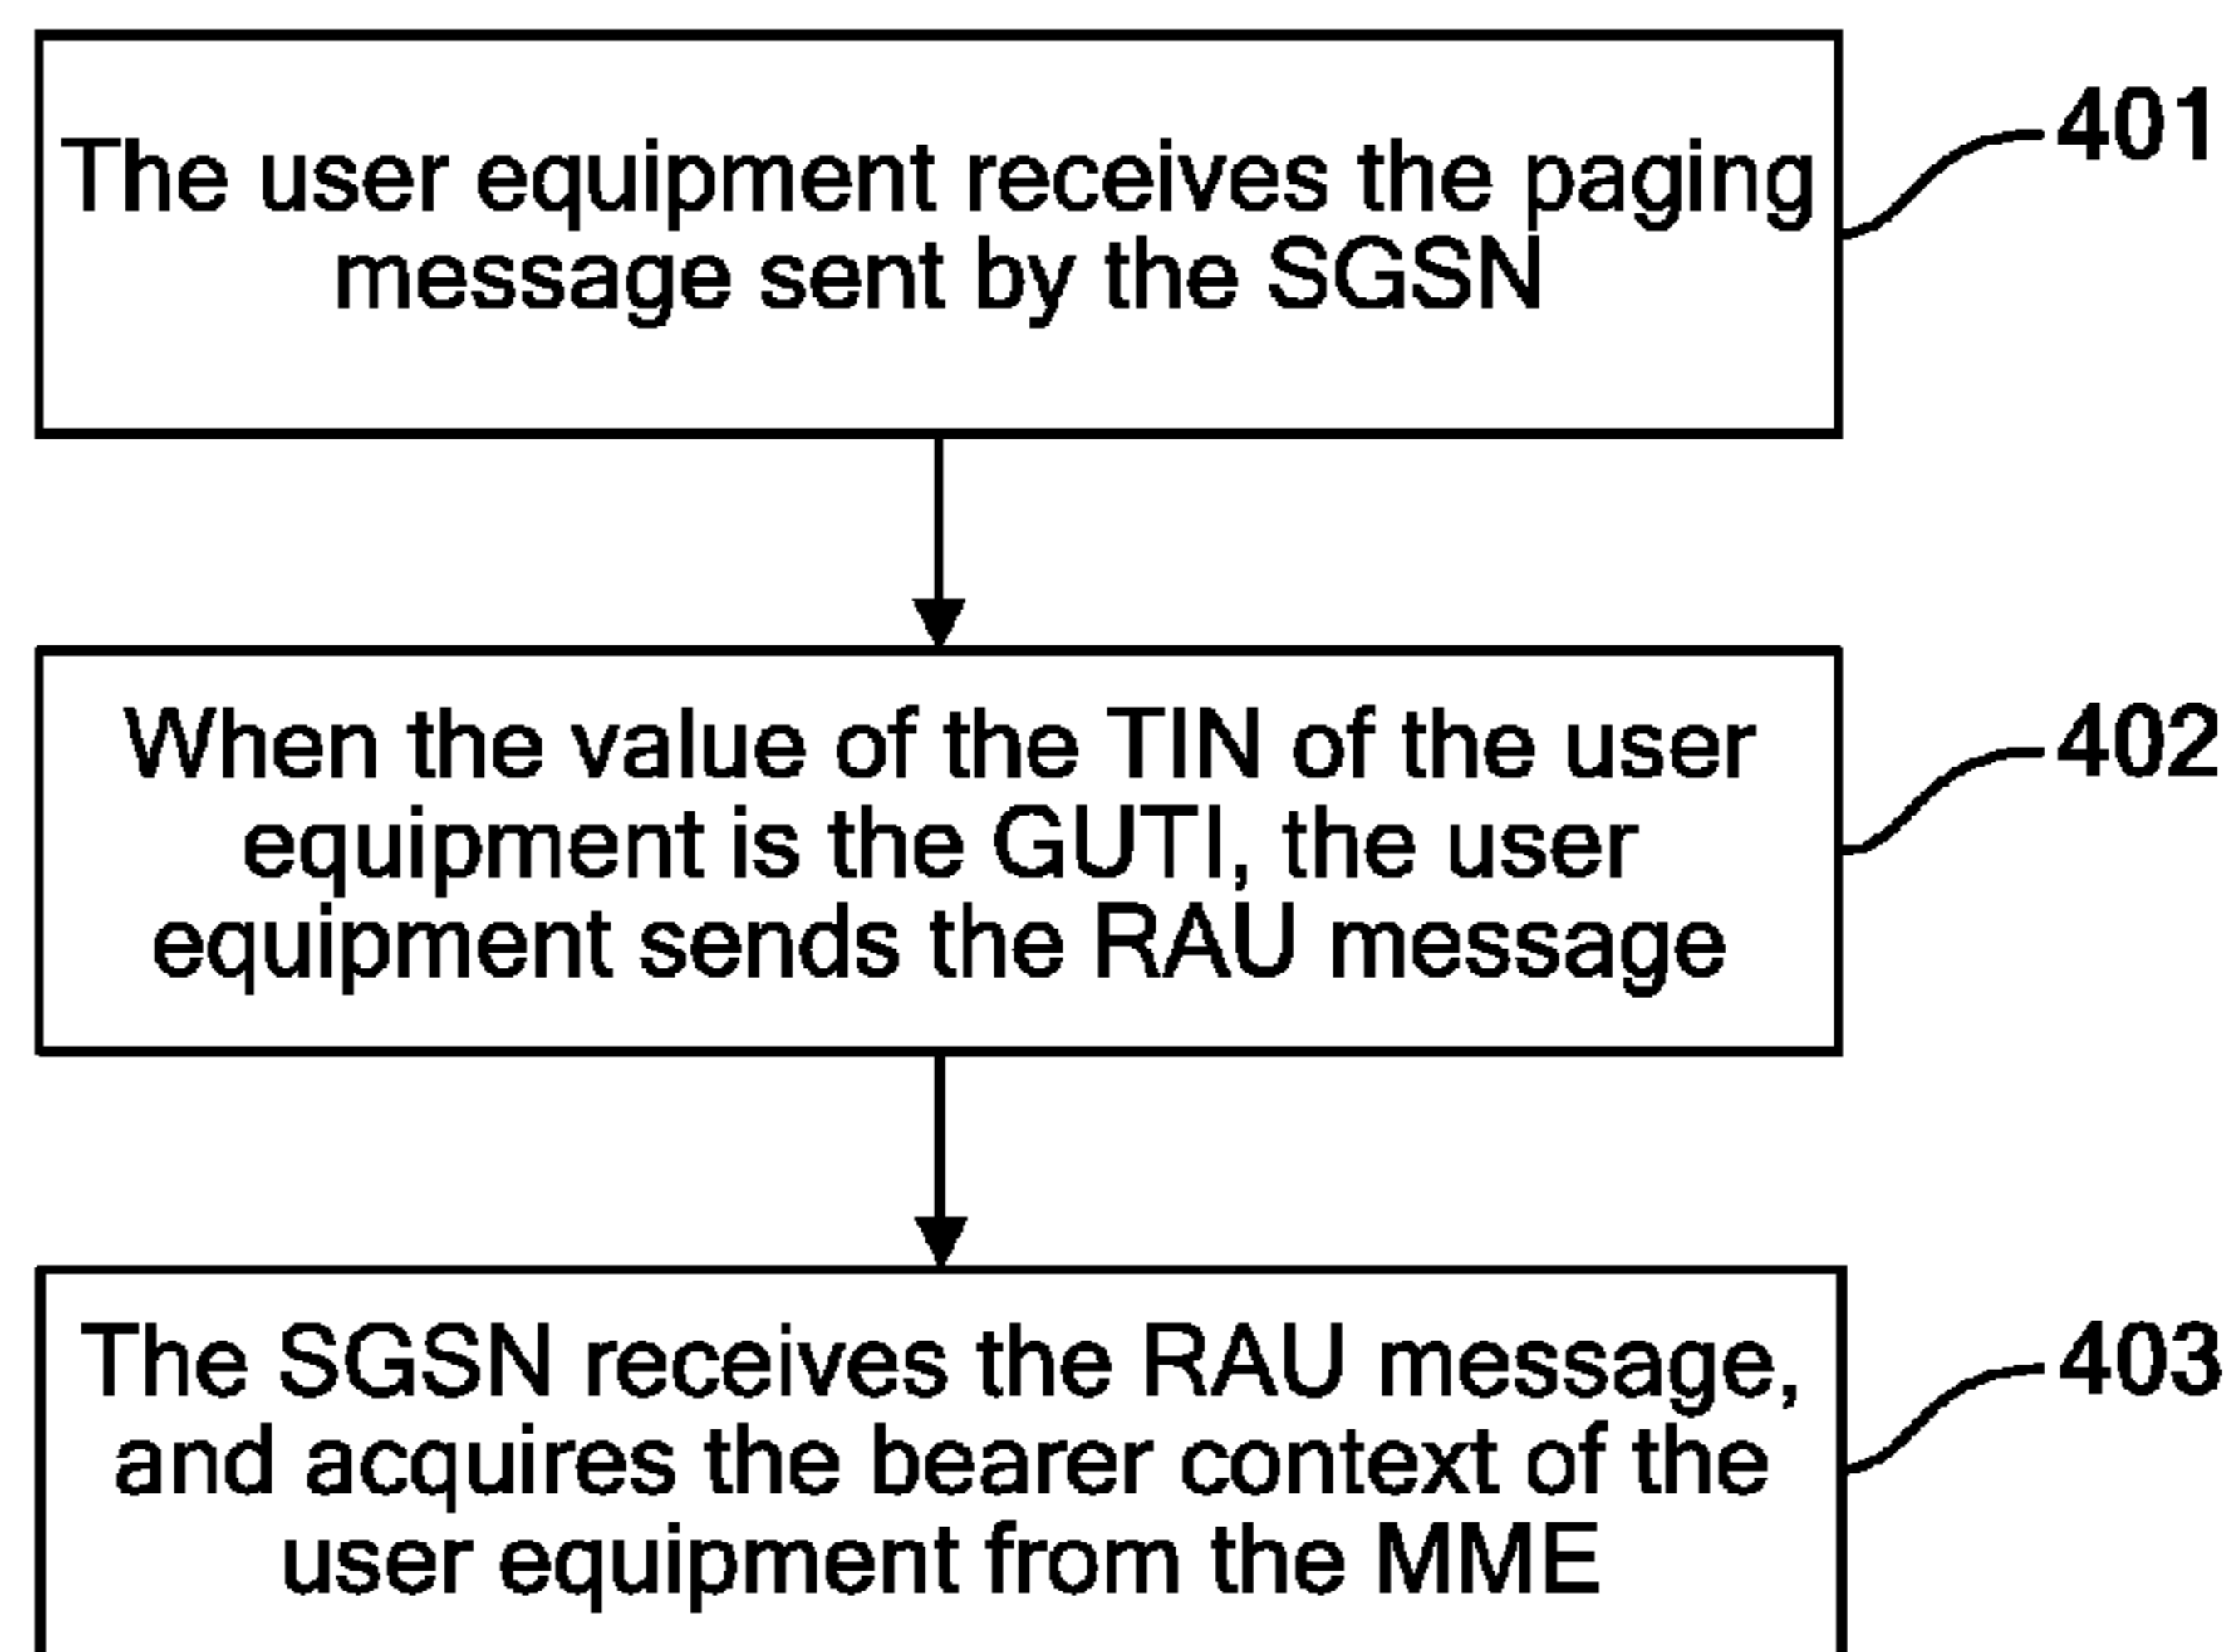 The user equipment receives the paging
message sent by the SGSN
401
When the value of the TIN of the user
equipment is the GUTI, the user
equipment sends the RAU message
402
The SGSN receives the RAU message,
and acquires the bearer context of the
user equipment from the MME
403